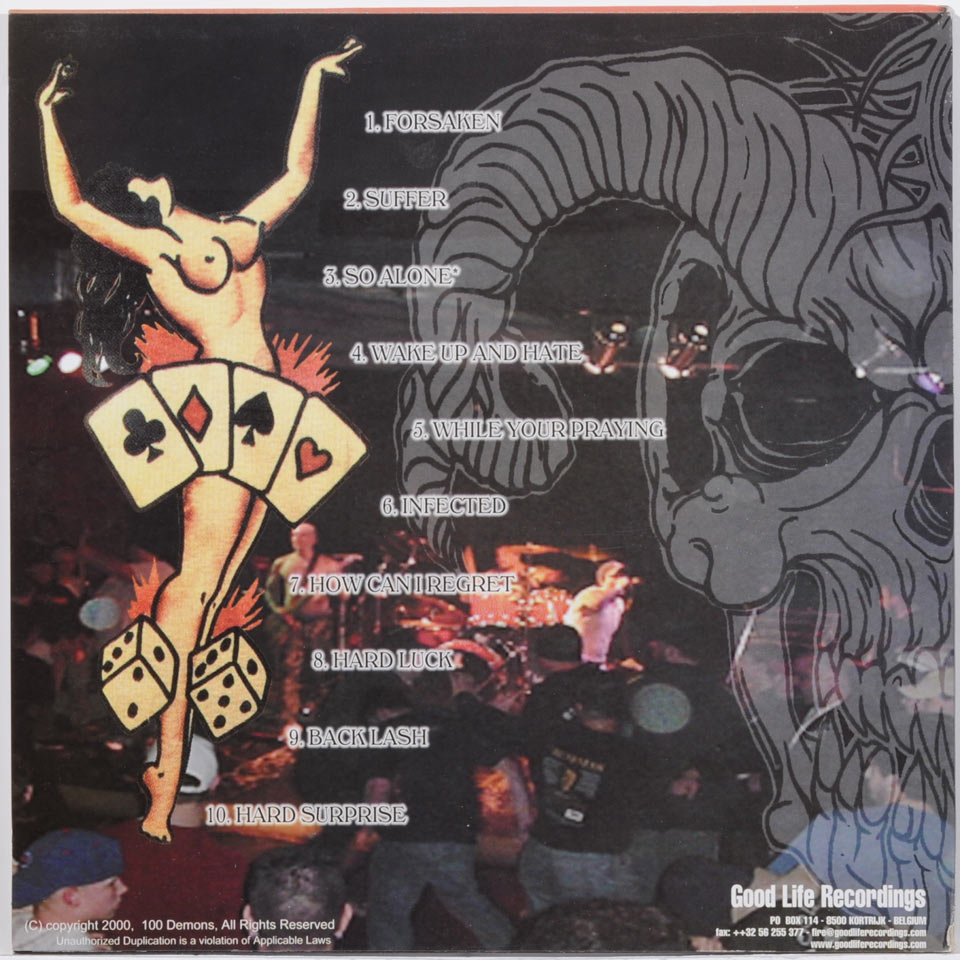 1. FORSAKEN
2. SUFFER
3. SO ALONE*
4. WAKE UP AND HATE
5. WHILE YOUR PRAYING
6. INFECTED
7. HOW CAN I REGRET
8. HARD LUCK
9. BACK LASH
10. HARD SURPRISE
Good Life Recordings
PO BOX 114 - 8500 KORTRIJK - BELGIUM
fax: ++32 56 255 377 - fire@goodliferecordings.com
www.goodliferecordings.com
(C) copyright 2000, 100 Demons, All Rights Reserved
Unauthorized Duplication is a violation of Applicable Laws